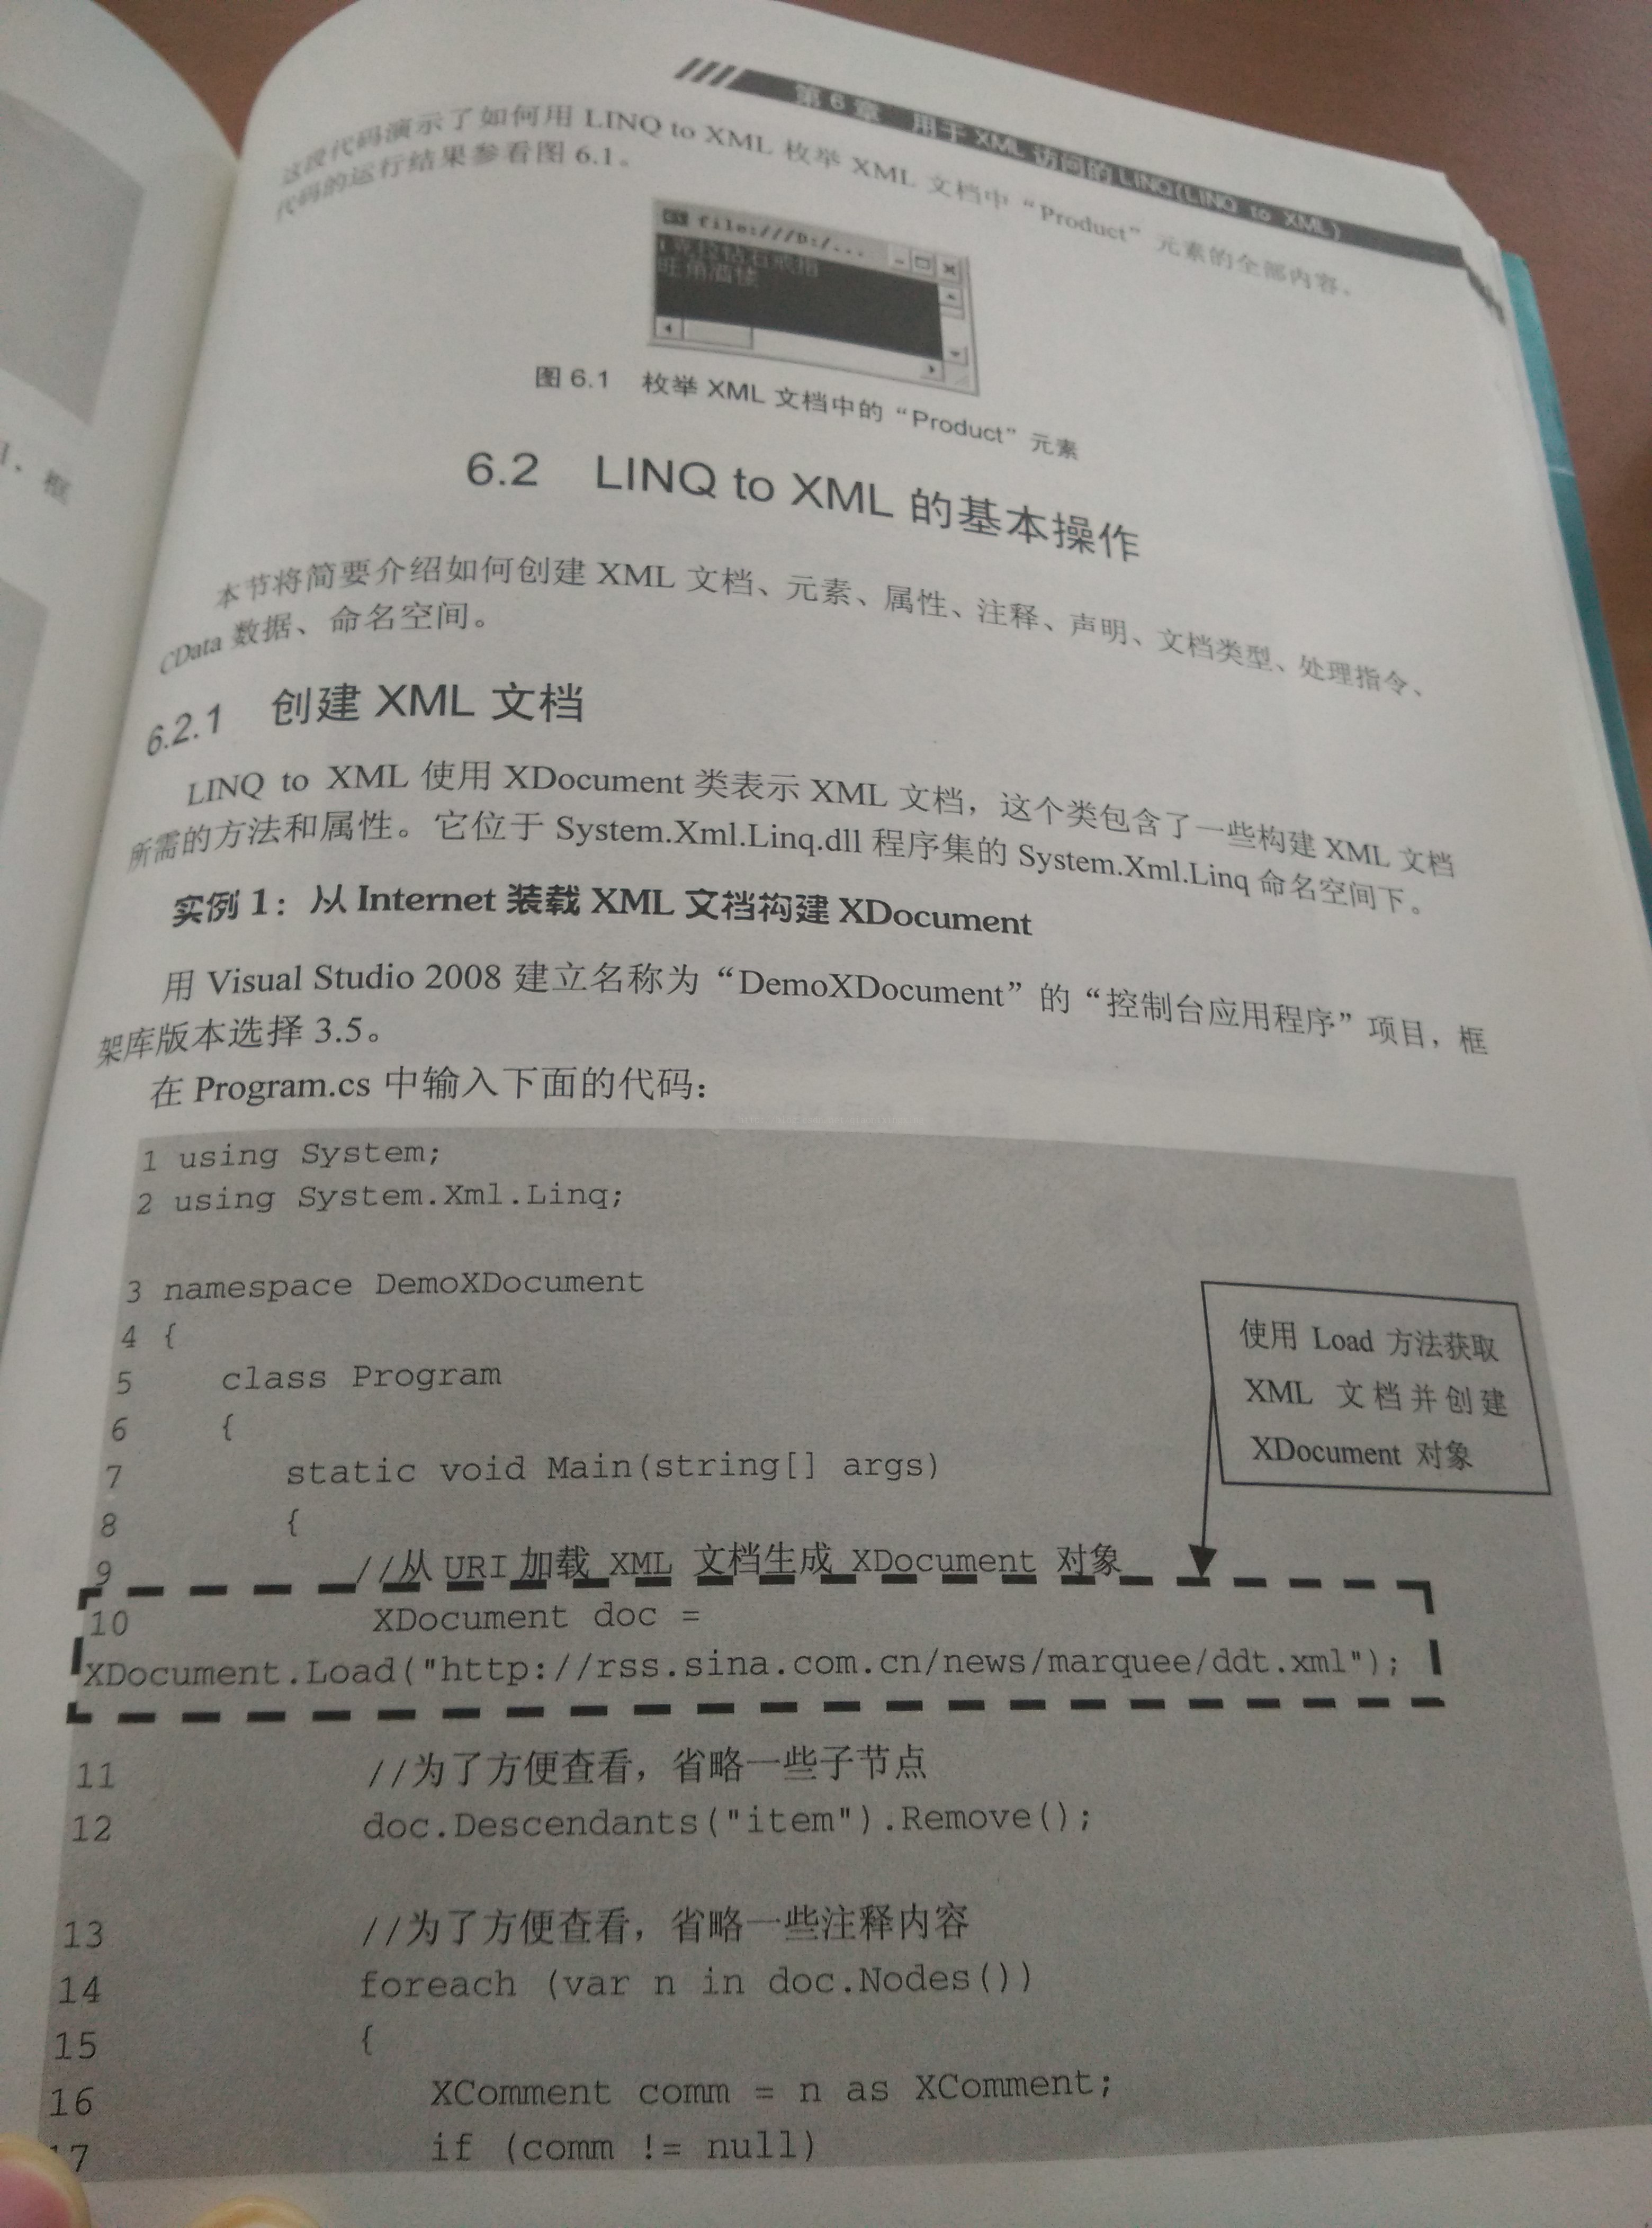 第 6 章 用于 XML 访问的 LINQ(LINQ to XML)
这段代码演示了如何用 LINQ to XML 枚举 XML 文档中“Product”元素的全部内容。
代码的运行结果参看图 6.1。
file:///D:/...
图 6.1 枚举 XML 文档中的“Product”元素
6.2 LINQ to XML 的基本操作
本节将简要介绍如何创建 XML 文档、元素、属性、注释、声明、文档类型、处理指令、
CData 数据、命名空间。
6.2.1 创建 XML 文档
LINQ to XML 使用 XDocument 类表示 XML 文档，这个类包含了一些构建 XML 文档
所需的方法和属性。它位于 System.Xml.Linq.dll 程序集的 System.Xml.Linq 命名空间下。
实例 1：从 Internet 装载 XML 文档构建 XDocument
用 Visual Studio 2008 建立名称为“DemoXDocument”的“控制台应用程序”项目，框
架库版本选择 3.5。
在 Program.cs 中输入下面的代码：
1 using System;
2 using System.Xml.Linq;
3 namespace DemoXDocument
4 {
5 class Program
6 {
7 static void Main(string[] args)
8 {
使用 Load 方法获取
XML 文档并创建
XDocument 对象
9 //从 URI 加载 XML 文档生成 XDocument 对象
10 XDocument doc =
XDocument.Load("http://rss.sina.com.cn/news/marquee/ddt.xml");
11 //为了方便查看，省略一些子节点
12 doc.Descendants("item").Remove();
13 //为了方便查看，省略一些注释内容
14 foreach (var n in doc.Nodes())
15 {
16 XComment comm = n as XComment;
17 if (comm != null)
框